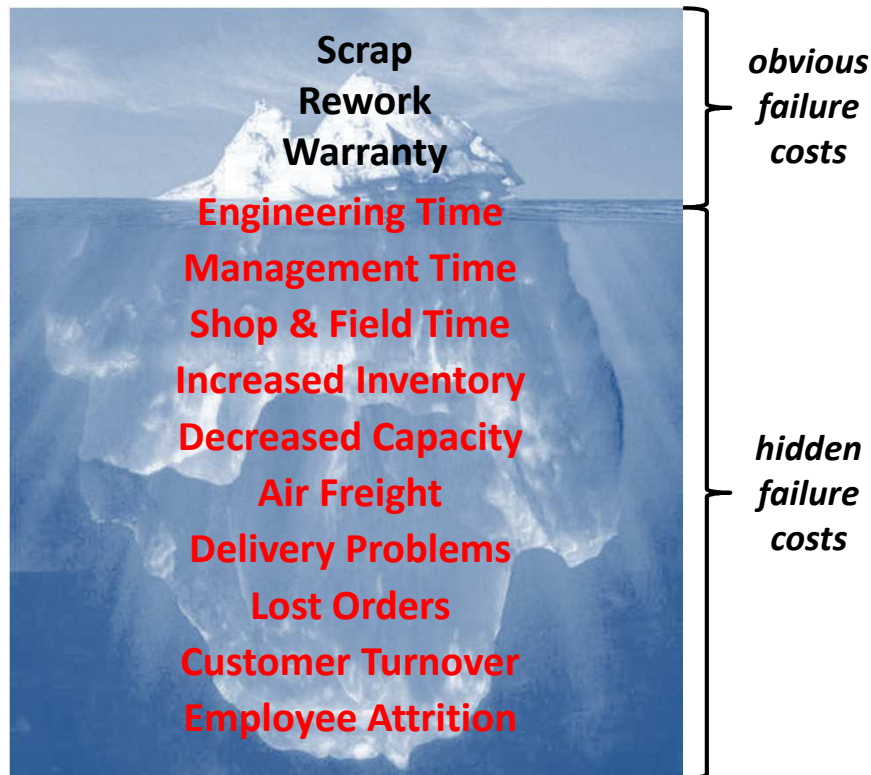 Scrap
Rework
Warranty
obvious
failure
costs
Engineering Time
Management Time
Shop & Field Time
Increased Inventory
Decreased Capacity
Air Freight
Delivery Problems
Lost Orders
Customer Turnover
Employee Attrition
hidden
failure
costs